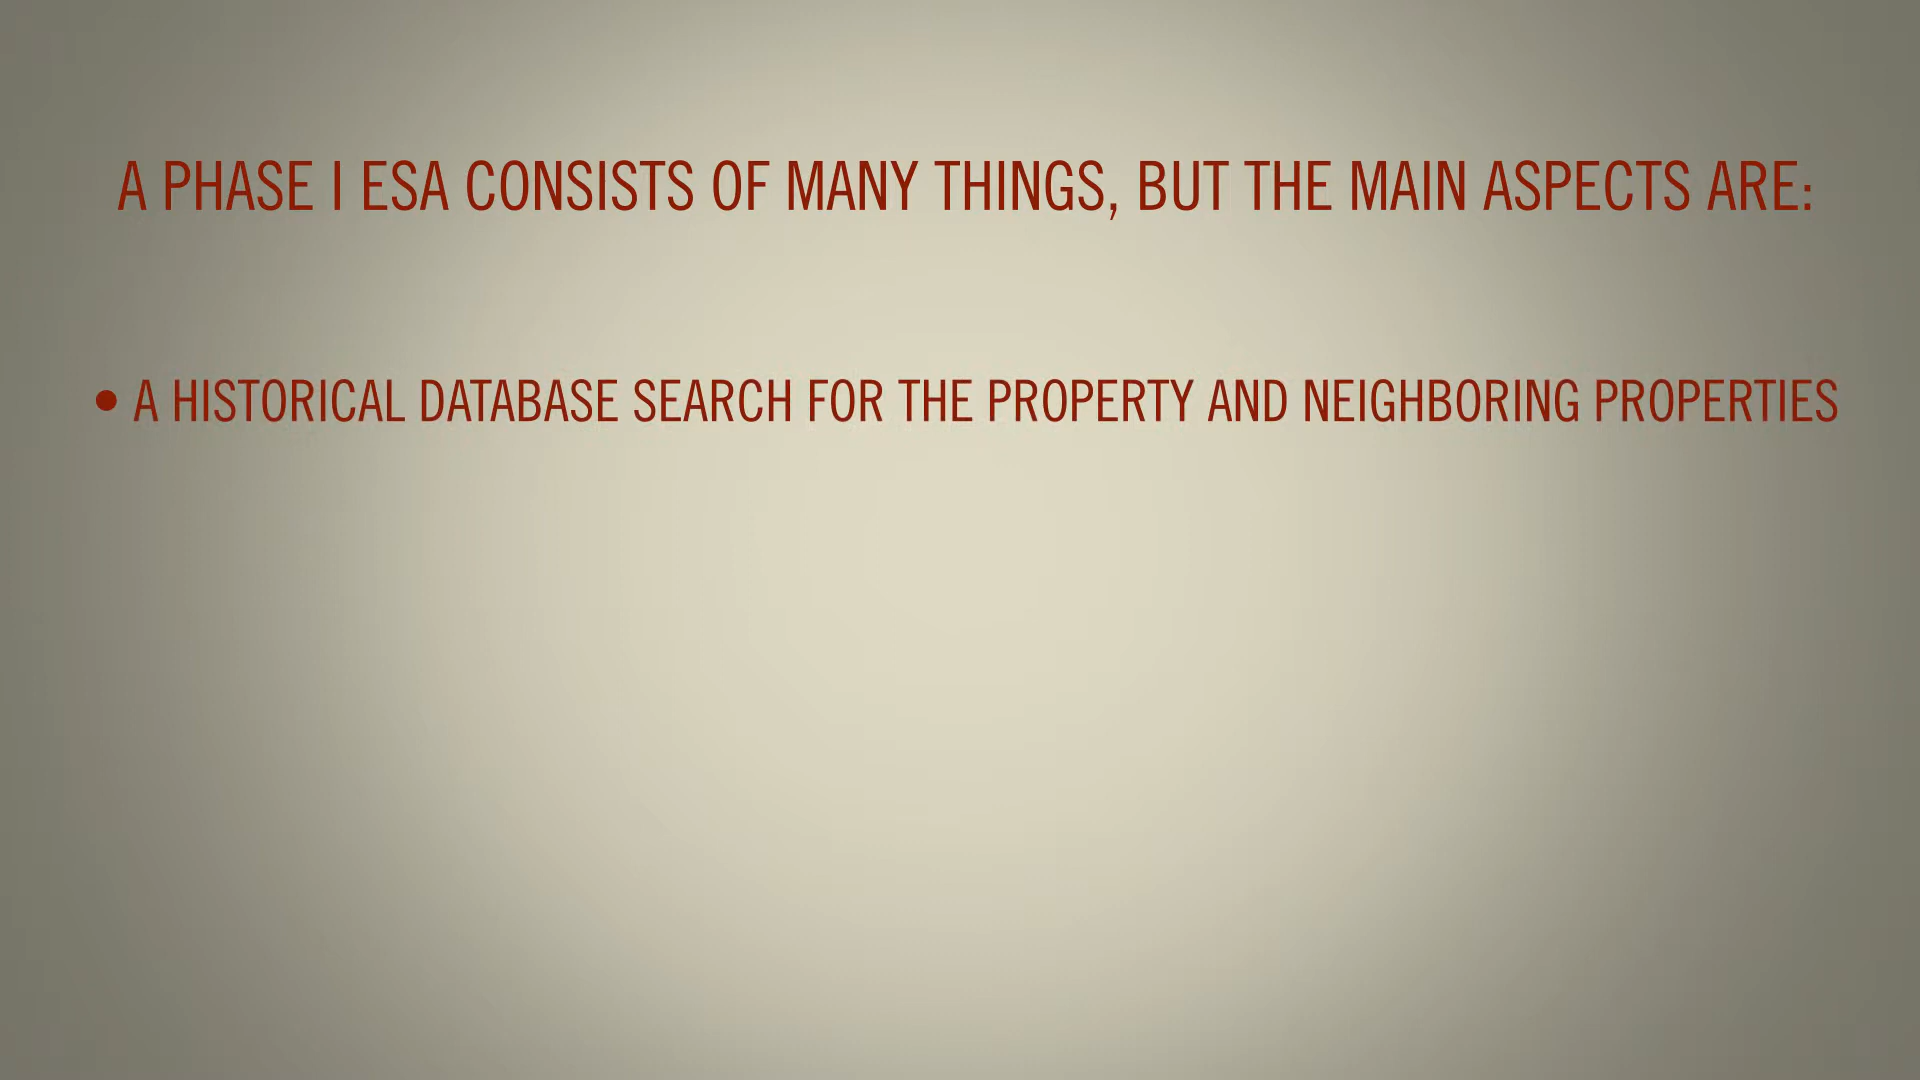 A PHASE I ESA CONSISTS OF MANY THINGS, BUT THE MAIN ASPECTS ARE:
• A HISTORICAL DATABASE SEARCH FOR THE PROPERTY AND NEIGHBORING PROPERTIES